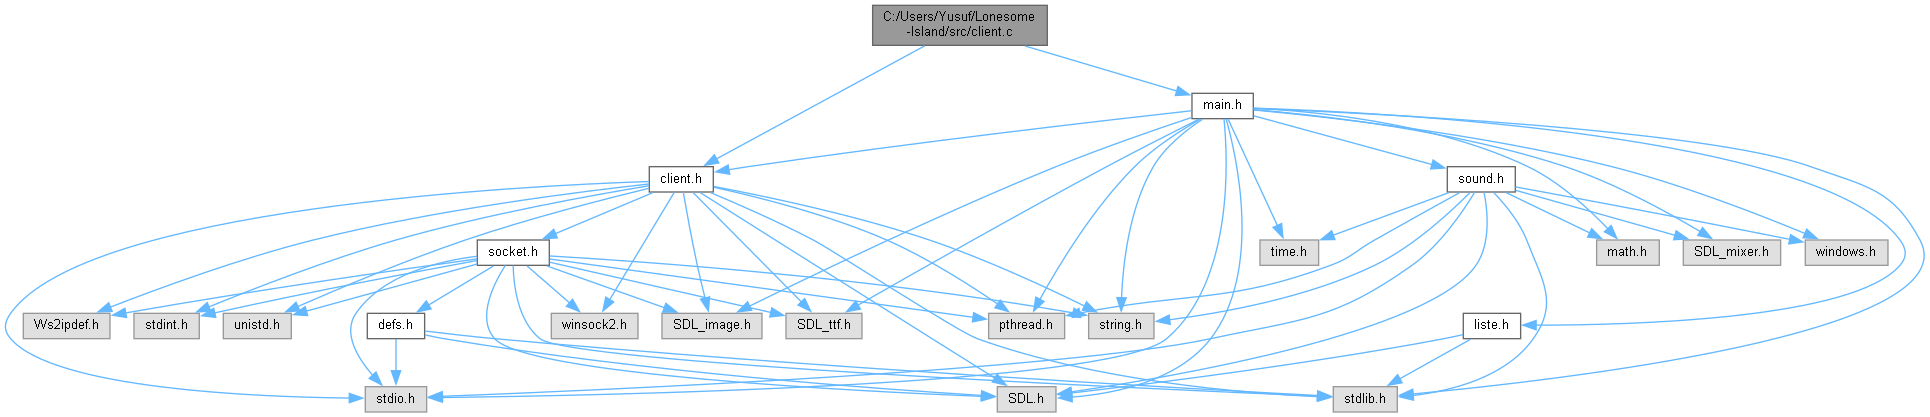 C:/Users/Yusuf/Lonesome
-Island/src/client.c
main.h
client.h
sound.h
socket.h
time.h
math.h
SDL_mixer.h
windows.h
Ws2ipdef.h
stdint.h
unistd.h
defs.h
winsock2.h
SDL_image.h
SDL_ttf.h
pthread.h
string.h
liste.h
stdio.h
SDL.h
stdlib.h